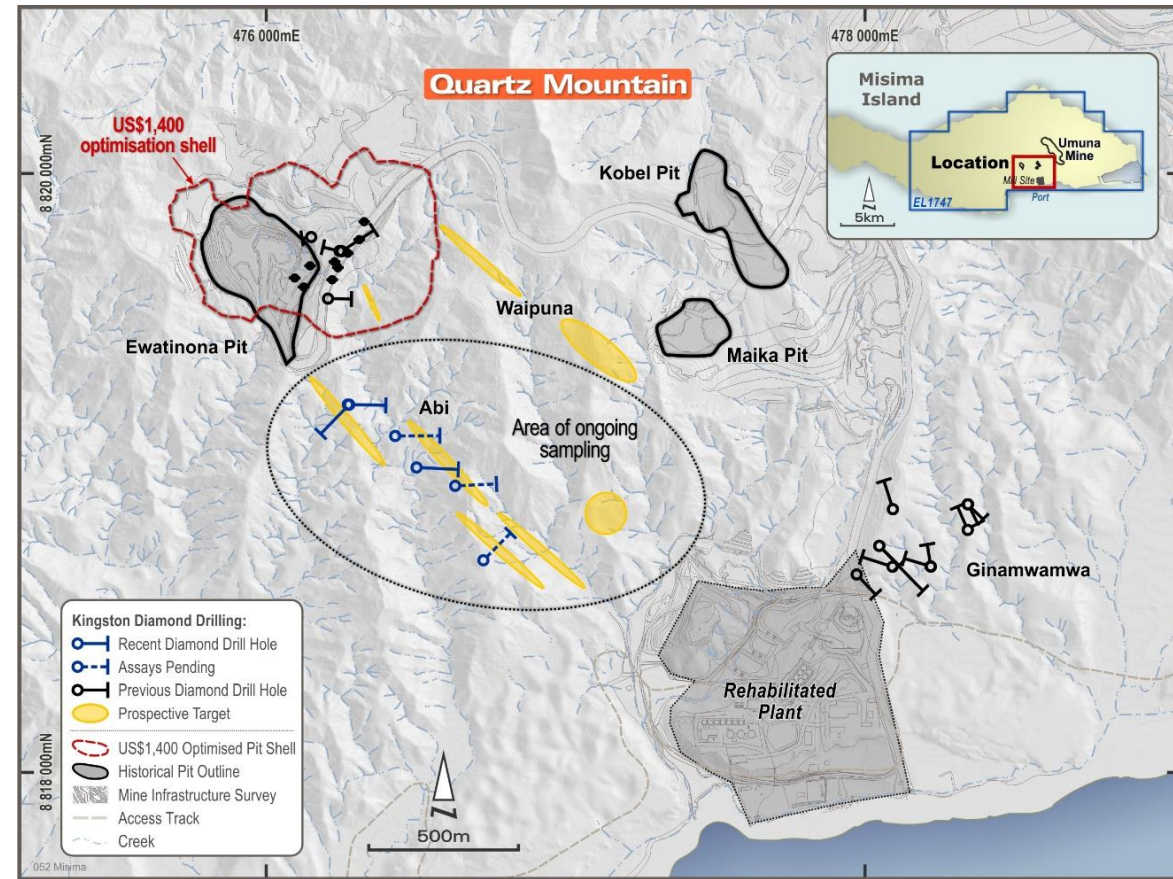 476 000mE
478 000mE
Quartz Mountain
Misima
Island
Location
Umuna
Mine
Mill Site
Port
EL1747
N
5km
US$1,400
optimisation shell
8 820 000mN
Kobel Pit
Waipuna
Ewatinona Pit
Maika Pit
Abi
Area of ongoing
sampling
Ginamwamwa
Rehabilitated
Plant
Kingston Diamond Drilling:
Recent Diamond Drill Hole
Assays Pending
Previous Diamond Drill Hole
Prospective Target
US$1,400 Optimised Pit Shell
Historical Pit Outline
Mine Infrastructure Survey
Access Track
Creek
8 818 000mN
N
500m
052 Misima